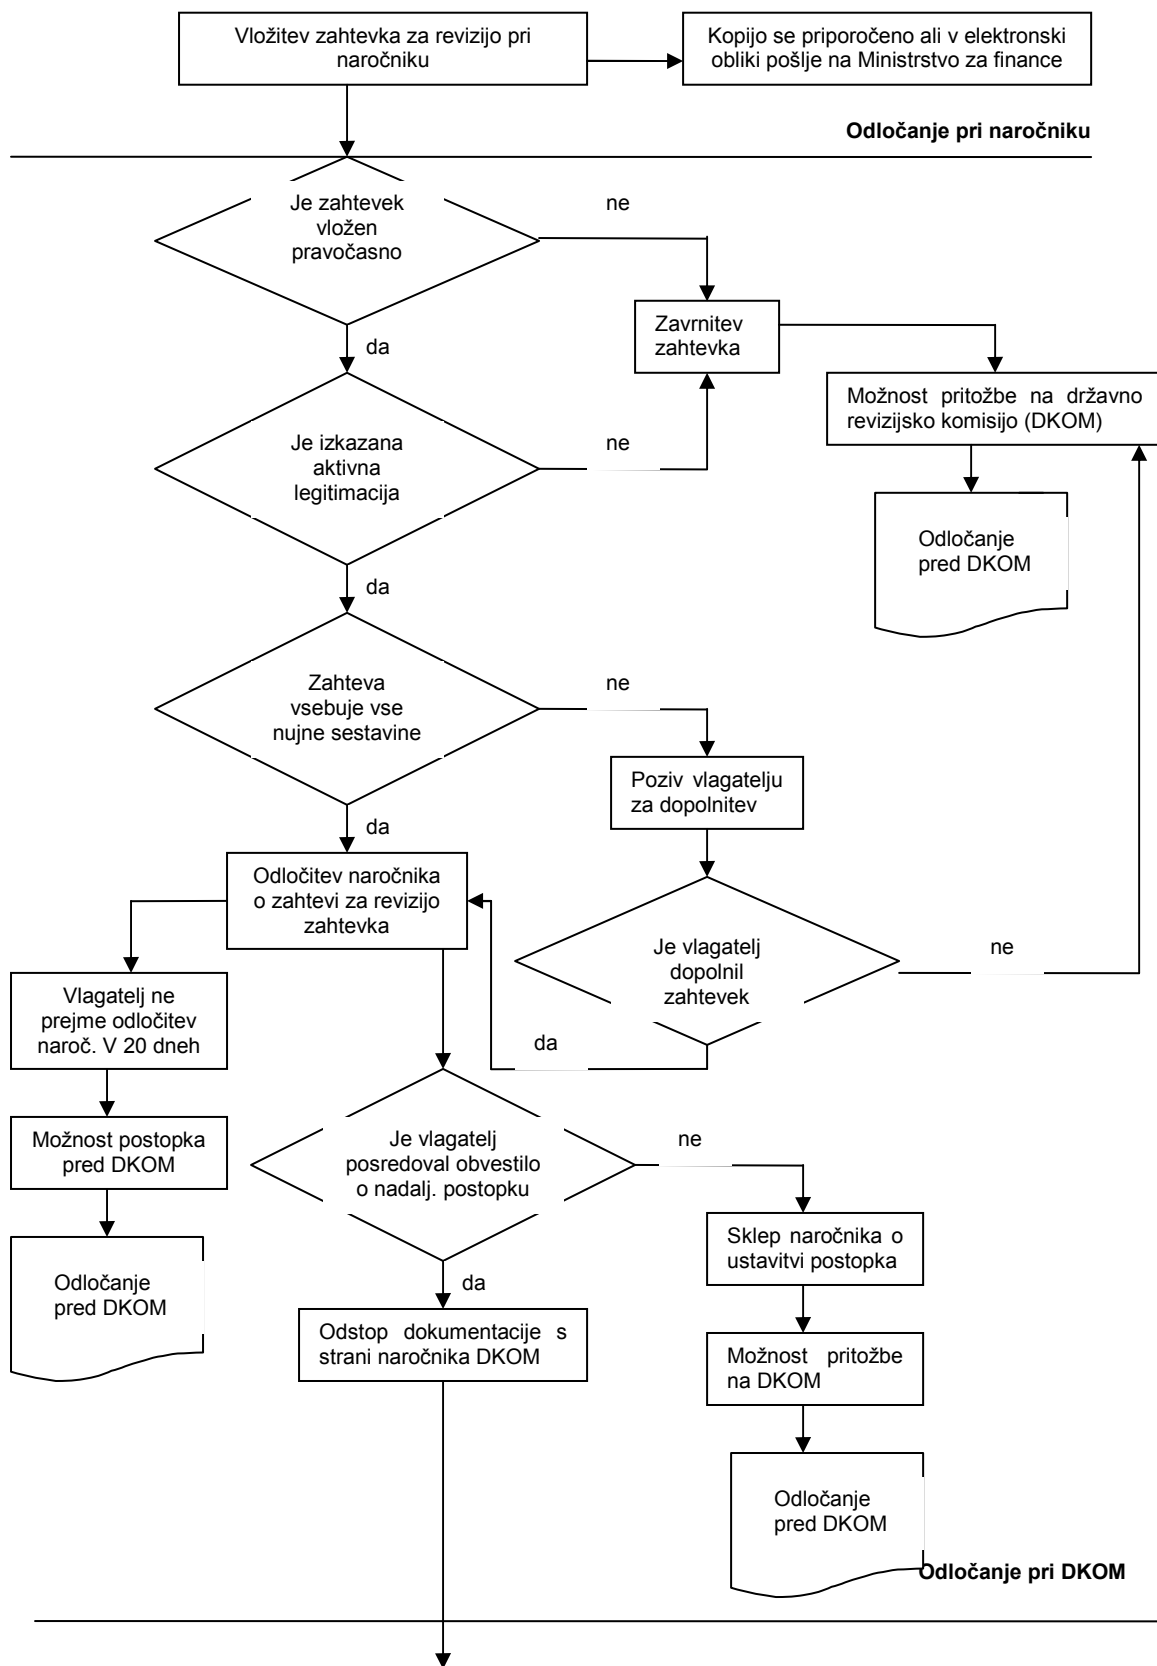 Vložitev zahtevka za revizijo pri
naročniku
Kopijo se priporočeno ali v elektronski
obliki pošlje na Ministrstvo za finance
Odločanje pri naročniku
Je zahtevek
vložen
pravočasno
ne
da
Zavrnitev
zahtevka
Možnost pritožbe na državno
revizijsko komisijo (DKOM)
Je izkazana
aktivna
legitimacija
ne
da
Odločanje
pred DKOM
Zahteva
vsebuje vse
nujne sestavine
ne
da
Poziv vlagatelju
za dopolnitev
Odločitev naročnika
o zahtevi za revizijo
zahtevka
Je vlagatelj
dopolnil
zahtevek
ne
da
Vlagatelj ne
prejme odločitev
naroč. V 20 dneh
Možnost postopka
pred DKOM
Odločanje
pred DKOM
Je vlagatelj
posredoval obvestilo
o nadalj. postopku
ne
da
Sklep naročnika o
ustavitvi postopka
Odstop dokumentacije s
strani naročnika DKOM
Možnost pritožbe
na DKOM
Odločanje
pred DKOM
Odločanje pri DKOM